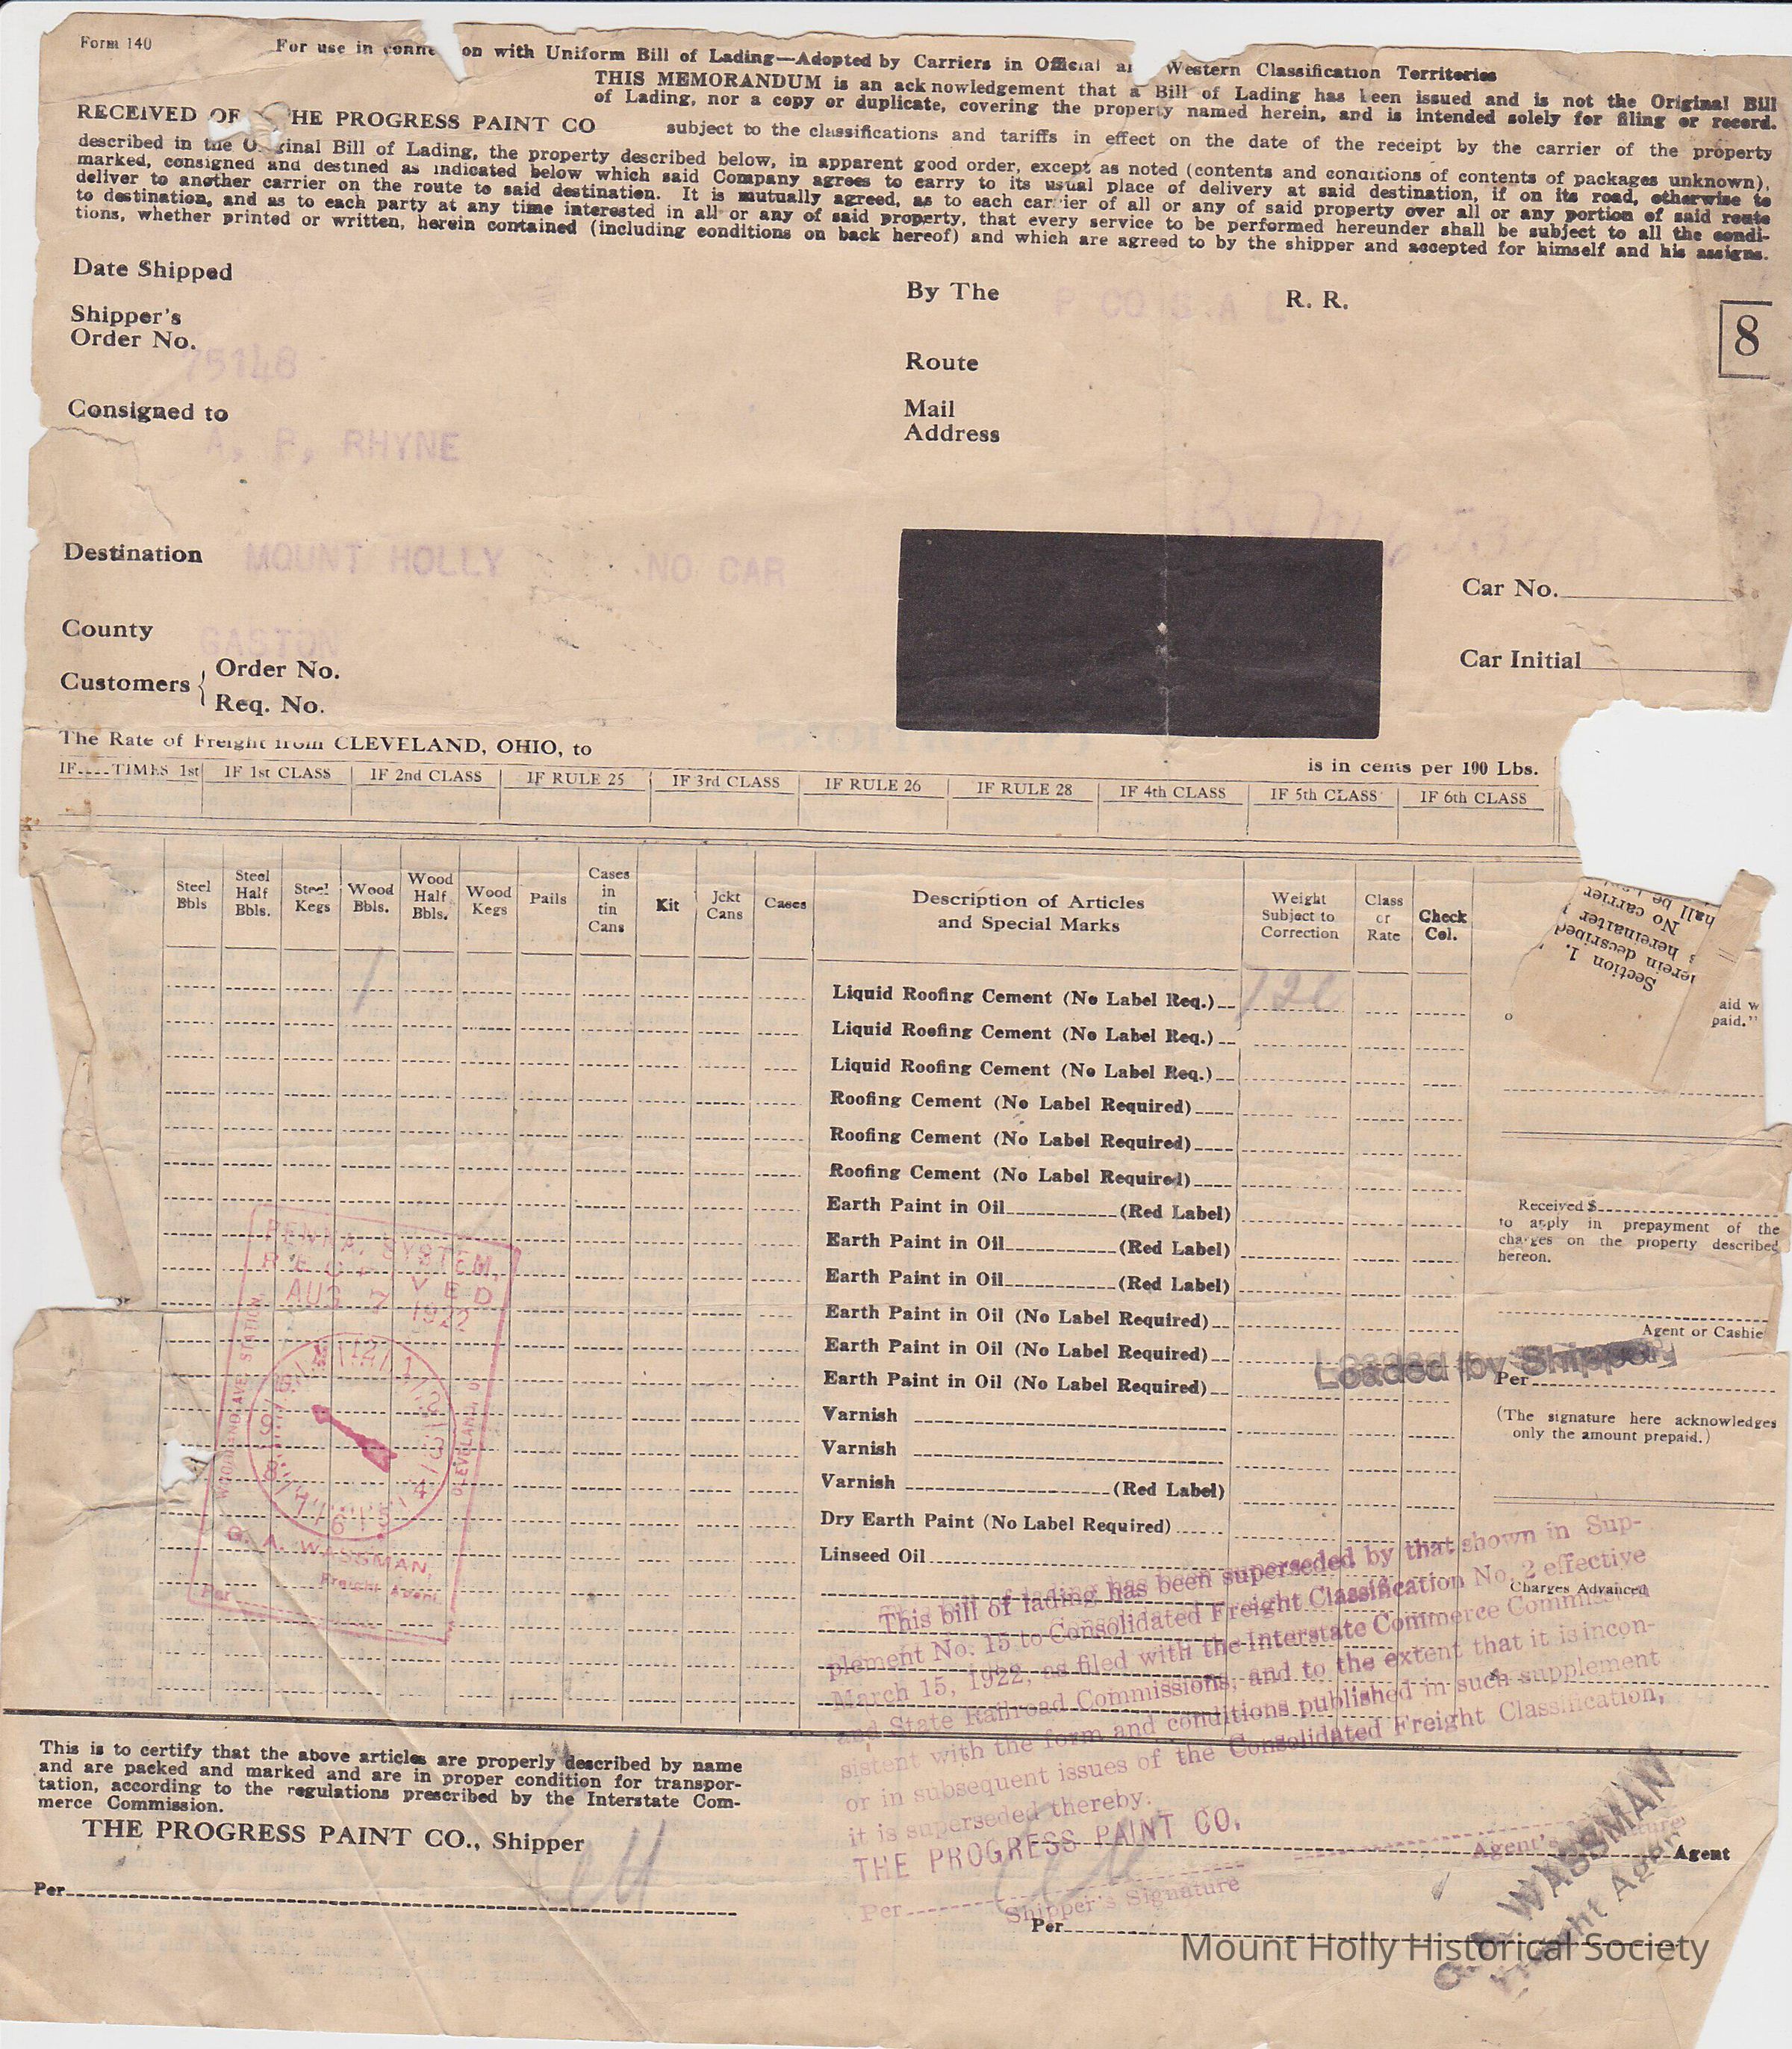 Form 140
For use in conne on with Uniform Bill of Lading—Adopted by Carriers in Official a Western Classification Territories
THIS MEMORANDUM is an acknowledgement that a Bill of Lading has been issued and is not the Original Bill
of Lading, nor a copy or duplicate, covering the property named herein, and is intended solely for filing or record.
RECEIVED OF HE PROGRESS PAINT CO subject to the classifications and tariffs in effect on the date of the receipt by the carrier of the property
described in the O ginal Bill of Lading, the property described below, in apparent good order, except as noted (contents and conditions of contents of packages unknown),
marked, consigned and destined as indicated below which said Company agrees to carry to its usual place of delivery at said destination, if on its road, otherwise to
deliver to another carrier on the route to said destination. It is mutually agreed, as to each carrier of all or any of said property over all or any portion of said route
to destination, and as to each party at any time interested in all or any of said property, that every service to be performed hereunder shall be subject to all the condi-
tions, whether printed or written, herein contained (including conditions on back hereof) and which are agreed to by the shipper and accepted for himself and his assigns.
Date Shipped
By The P CO S A L R. R.
8
Shipper's
Order No. 75148
Route
Consigned to
A. P. RHYNE
Mail
Address
Destination MOUNT HOLLY NO CAR
Car No.
County GASTON
Car Initial
Customers { Order No.
Req. No.
The Rate of Freight from CLEVELAND, OHIO, to
is in cents per 100 Lbs.
IF....TIMES 1st IF 1st CLASS IF 2nd CLASS IF RULE 25 IF 3rd CLASS IF RULE 26 IF RULE 28 IF 4th CLASS IF 5th CLASS IF 6th CLASS
Steel Bbls
Steel Half Bbls.
Steel Kegs
Wood Bbls.
Wood Half Bbls.
Wood Kegs
Pails
Cases in tin Cans
Kit
Jckt Cans
Cases
Description of Articles
and Special Marks
Weight Subject to Correction
Class or Rate
Check Col.
Section 1.
herein described
s hereinafter
No carrier
hall be
aid w
paid."
1 Liquid Roofing Cement (No Label Req.)
Liquid Roofing Cement (No Label Req.)
Liquid Roofing Cement (No Label Req.)
Roofing Cement (No Label Required)
Roofing Cement (No Label Required)
Roofing Cement (No Label Required)
Earth Paint in Oil (Red Label)
Earth Paint in Oil (Red Label)
Earth Paint in Oil (Red Label)
Earth Paint in Oil (No Label Required)
Earth Paint in Oil (No Label Required)
Earth Paint in Oil (No Label Required)
Varnish
Varnish
Varnish (Red Label)
Dry Earth Paint (No Label Required)
Linseed Oil
Received $
to apply in prepayment of the
charges on the property described
hereon.
Agent or Cashie
Loaded by Shipper
Per
(The signature here acknowledges
only the amount prepaid.)
Charges Advanced
PENNA. SYSTEM,
RECEIVED
AUG 7 1922
WOODLAND AVE. STATION,
CLEVELAND, O.
12 1 2 3 4 5 6 7 8 9 10 11
G. A. WASSMAN,
Freight Agent
Per
This bill of lading has been superseded by that shown in Sup-
plement No. 15 to Consolidated Freight Classification No. 2 effective
March 15, 1922, as filed with the Interstate Commerce Commission
and State Railroad Commissions, and to the extent that it is incon-
sistent with the form and conditions published in such supplement
or in subsequent issues of the Consolidated Freight Classification,
it is superseded thereby.
THE PROGRESS PAINT CO.
Per
Shipper's Signature
Agent's Signature
This is to certify that the above articles are properly described by name
and are packed and marked and are in proper condition for transpor-
tation, according to the regulations prescribed by the Interstate Com-
merce Commission.
THE PROGRESS PAINT CO., Shipper
Per
Agent
Per
G. A. WASSMAN
Freight Agent
Mount Holly Historical Society